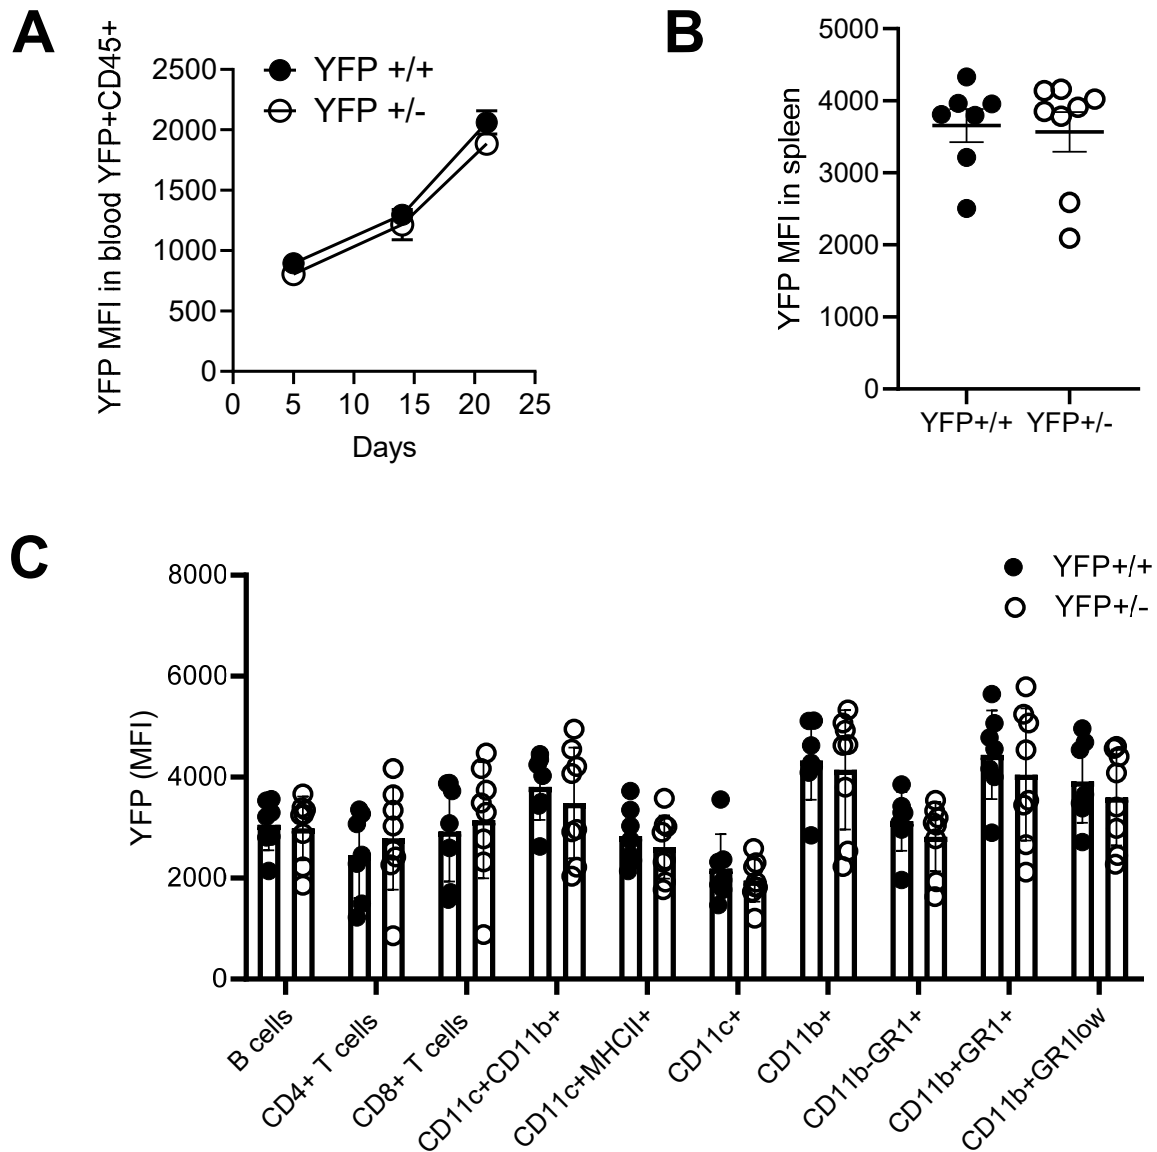 A
YFP MFI in blood YFP+CD45+
2500
2000
1500
1000
500
0
0 5 10 15 20 25
Days
YFP +/+
YFP +/-
B
YFP MFI in spleen
5000
4000
3000
2000
1000
0
YFP+/+ YFP+/-
C
YFP (MFI)
8000
6000
4000
2000
0
YFP+/+
YFP+/-
B cells
CD4+ T cells
CD8+ T cells
CD11c+CD11b+
CD11c+MHCII+
CD11c+
CD11b+
CD11b-GR1+
CD11b+GR1+
CD11b+GR1low